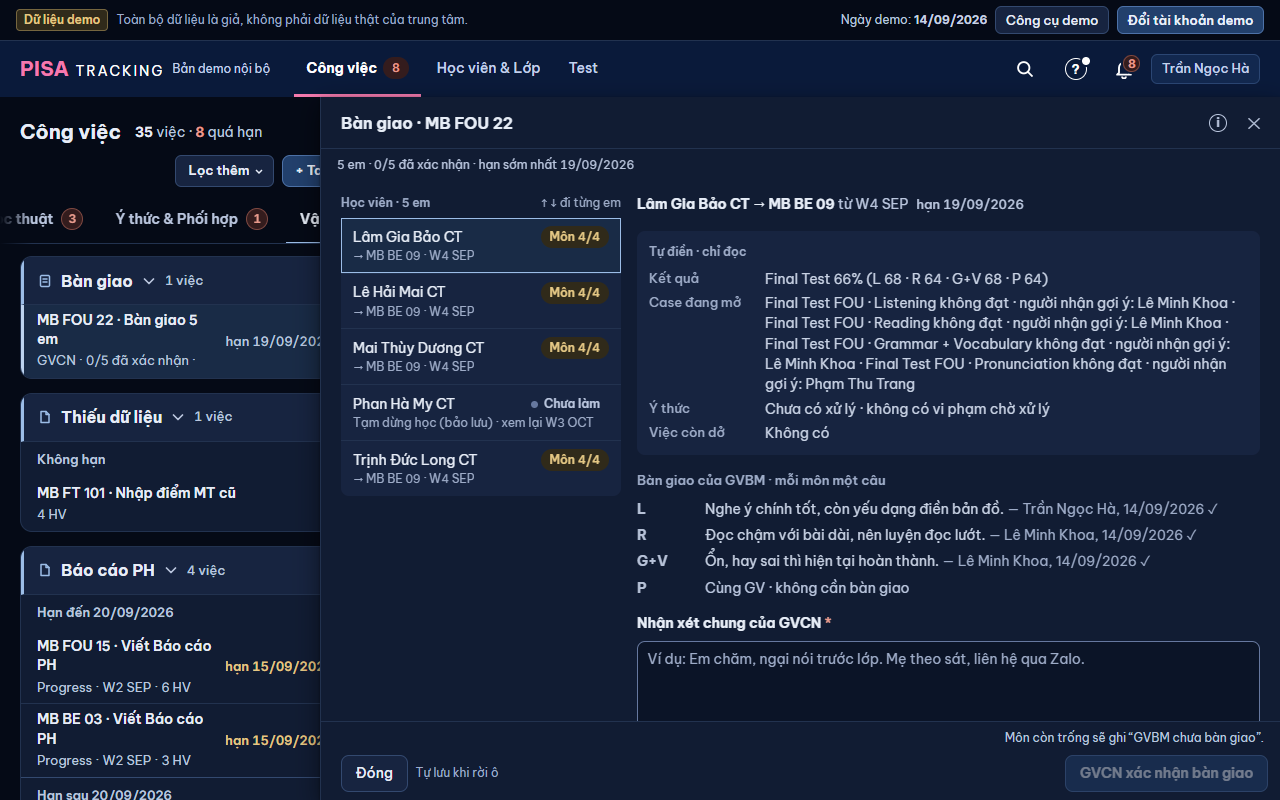 Dữ liệu demo Toàn bộ dữ liệu là giả, không phải dữ liệu thật của trung tâm. Ngày demo: 14/09/2026 Công cụ demo Đổi tài khoản demo
PISA TRACKING Bản demo nội bộ Công việc 8 Học viên & Lớp Test ? 8 Trần Ngọc Hà
Công việc 35 việc · 8 quá hạn
Lọc thêm + Tạ
c thuật 3 Ý thức & Phối hợp 1 Vậ
Bàn giao 1 việc
MB FOU 22 · Bàn giao 5
em
hạn 19/09/202
GVCN · 0/5 đã xác nhận ·
Thiếu dữ liệu 1 việc
Không hạn
MB FT 101 · Nhập điểm MT cũ
4 HV
Báo cáo PH 4 việc
Hạn đến 20/09/2026
MB FOU 15 · Viết Báo cáo
PH
hạn 15/09/202
Progress · W2 SEP · 6 HV
MB BE 03 · Viết Báo cáo
PH
hạn 15/09/202
Progress · W2 SEP · 3 HV
Hạn sau 20/09/2026
Bàn giao · MB FOU 22
5 em · 0/5 đã xác nhận · hạn sớm nhất 19/09/2026
Học viên · 5 em ↑↓ đi từng em
Lâm Gia Bảo CT Môn 4/4
→ MB BE 09 · W4 SEP
Lê Hải Mai CT Môn 4/4
→ MB BE 09 · W4 SEP
Mai Thùy Dương CT Môn 4/4
→ MB BE 09 · W4 SEP
Phan Hà My CT Chưa làm
Tạm dừng học (bảo lưu) · xem lại W3 OCT
Trịnh Đức Long CT Môn 4/4
→ MB BE 09 · W4 SEP
Lâm Gia Bảo CT → MB BE 09 từ W4 SEP hạn 19/09/2026
Tự điền · chỉ đọc
Kết quả Final Test 66% (L 68 · R 64 · G+V 68 · P 64)
Case đang mở Final Test FOU · Listening không đạt · người nhận gợi ý: Lê Minh Khoa ·
Final Test FOU · Reading không đạt · người nhận gợi ý: Lê Minh Khoa ·
Final Test FOU · Grammar + Vocabulary không đạt · người nhận gợi ý:
Lê Minh Khoa · Final Test FOU · Pronunciation không đạt · người nhận
gợi ý: Phạm Thu Trang
Ý thức Chưa có xử lý · không có vi phạm chờ xử lý
Việc còn dở Không có
Bàn giao của GVBM · mỗi môn một câu
L Nghe ý chính tốt, còn yếu dạng điền bản đồ. — Trần Ngọc Hà, 14/09/2026 ✓
R Đọc chậm với bài dài, nên luyện đọc lướt. — Lê Minh Khoa, 14/09/2026 ✓
G+V Ổn, hay sai thì hiện tại hoàn thành. — Lê Minh Khoa, 14/09/2026 ✓
P Cùng GV · không cần bàn giao
Nhận xét chung của GVCN *
Ví dụ: Em chăm, ngại nói trước lớp. Mẹ theo sát, liên hệ qua Zalo.
Môn còn trống sẽ ghi “GVBM chưa bàn giao”.
Đóng Tự lưu khi rời ô GVCN xác nhận bàn giao